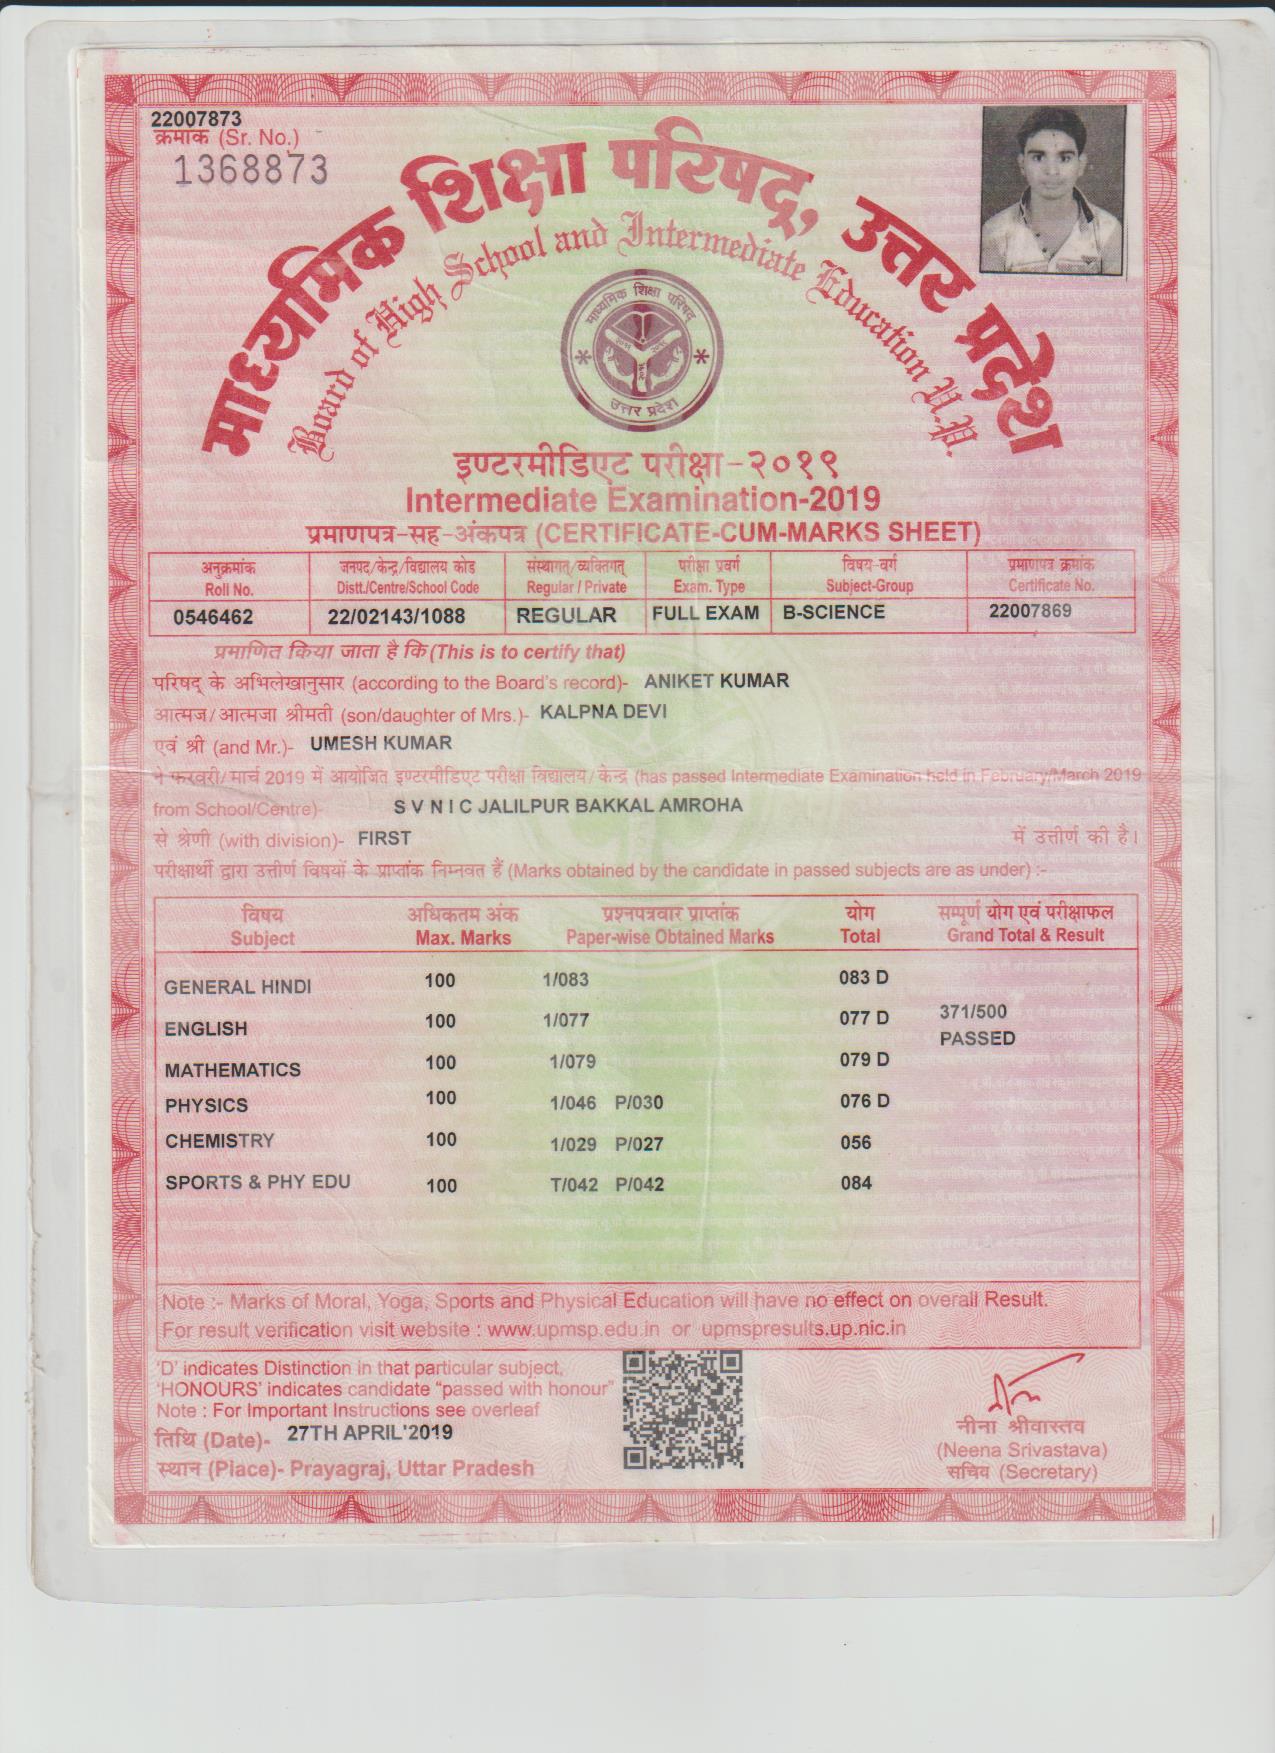 22007873
क्रमांक (Sr. No.)
1368873
माध्यमिक शिक्षा परिषद्, उत्तर प्रदेश
Board of High School and Intermediate Education U.P.
माध्यमिक शिक्षा परिषद्
उत्तर प्रदेश
इण्टरमीडिएट परीक्षा-२०१९
Intermediate Examination-2019
प्रमाणपत्र-सह-अंकपत्र (CERTIFICATE-CUM-MARKS SHEET)
अनुक्रमांक जनपद/केन्द्र/विद्यालय कोड संस्थागत्/व्यक्तिगत् परीक्षा प्रवर्ग विषय-वर्ग प्रमाणपत्र क्रमांक
Roll No. Distt./Centre/School Code Regular / Private Exam. Type Subject-Group Certificate No.
0546462 22/02143/1088 REGULAR FULL EXAM B-SCIENCE 22007869
प्रमाणित किया जाता है कि (This is to certify that)
परिषद् के अभिलेखानुसार (according to the Board's record)- ANIKET KUMAR
आत्मज/आत्मजा श्रीमती (son/daughter of Mrs.)- KALPNA DEVI
एवं श्री (and Mr.)- UMESH KUMAR
ने फरवरी/मार्च 2019 में आयोजित इण्टरमीडिएट परीक्षा विद्यालय/केन्द्र (has passed Intermediate Examination held in February/March 2019
from School/Centre)- S V N I C JALILPUR BAKKAL AMROHA
से श्रेणी (with division)- FIRST में उत्तीर्ण की है।
परीक्षार्थी द्वारा उत्तीर्ण विषयों के प्राप्तांक निम्नवत हैं (Marks obtained by the candidate in passed subjects are as under) :-
विषय अधिकतम अंक प्रश्नपत्रवार प्राप्तांक योग सम्पूर्ण योग एवं परीक्षाफल
Subject Max. Marks Paper-wise Obtained Marks Total Grand Total & Result
GENERAL HINDI 100 1/083 083 D
ENGLISH 100 1/077 077 D 371/500
PASSED
MATHEMATICS 100 1/079 079 D
PHYSICS 100 1/046 P/030 076 D
CHEMISTRY 100 1/029 P/027 056
SPORTS & PHY EDU 100 T/042 P/042 084
Note :- Marks of Moral, Yoga, Sports and Physical Education will have no effect on overall Result.
For result verification visit website : www.upmsp.edu.in or upmspresults.up.nic.in
'D' indicates Distinction in that particular subject,
'HONOURS' indicates candidate "passed with honour"
Note : For Important Instructions see overleaf
तिथि (Date)- 27TH APRIL'2019
स्थान (Place)- Prayagraj, Uttar Pradesh
नीना श्रीवास्तव
(Neena Srivastava)
सचिव (Secretary)